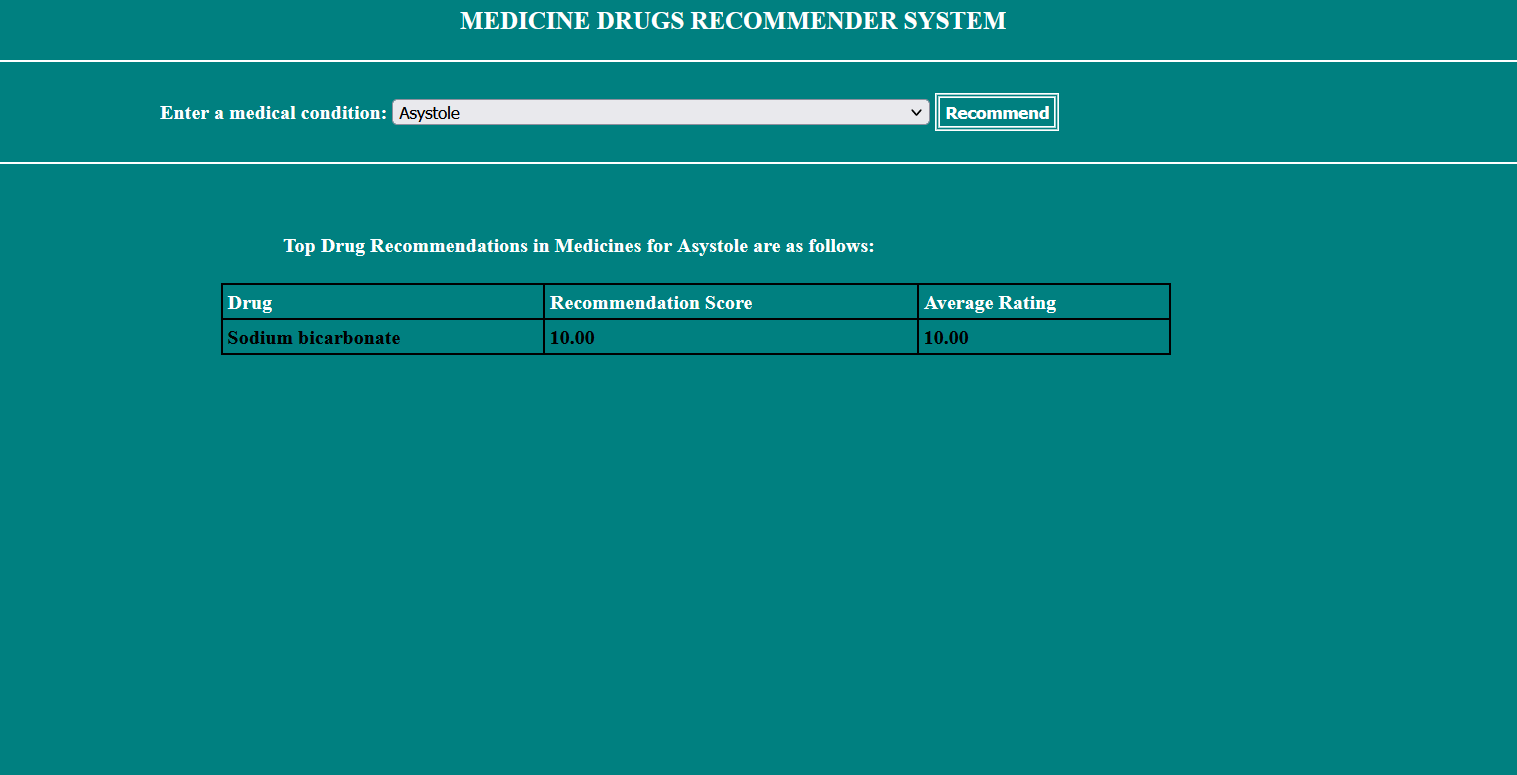 MEDICINE DRUGS RECOMMENDER SYSTEM
Enter a medical condition: Asystole Recommend
Top Drug Recommendations in Medicines for Asystole are as follows:
Drug Recommendation Score Average Rating
Sodium bicarbonate 10.00 10.00